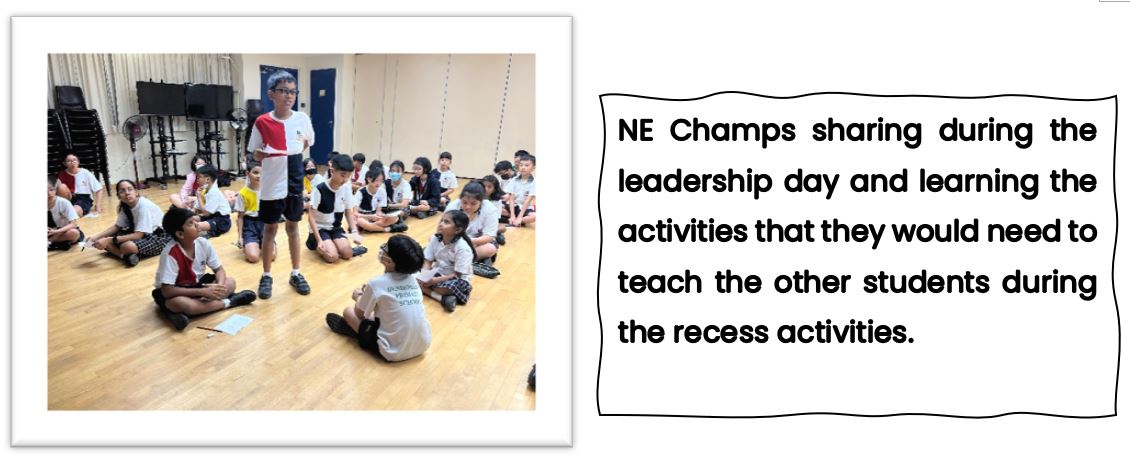 NE Champs sharing during the
leadership day and learning the
activities that they would need to
teach the other students during
the recess activities.